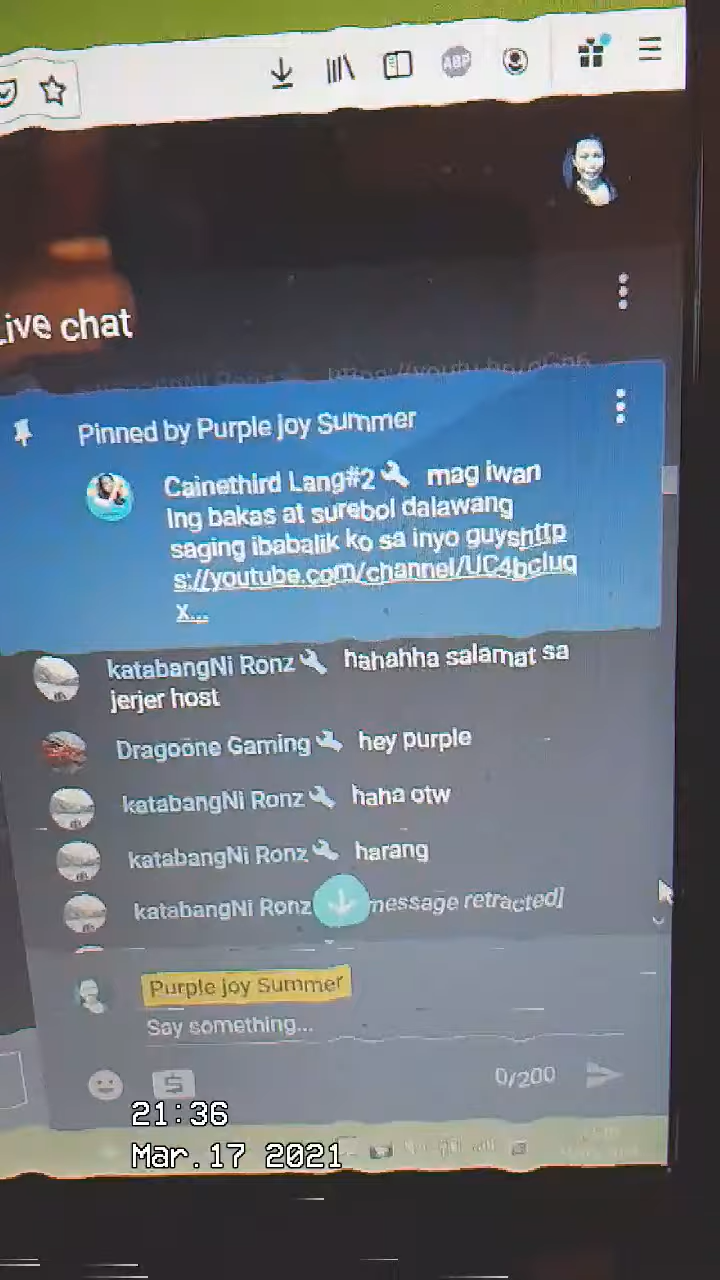 ABP
Live chat
Pinned by Purple Joy Summer
Cainethird Lang#2 mag iwan
lng bakas at surebol dalawang
saging ibabalik ko sa inyo guyshttp
s://youtube.com/channel/UC4bcluq
x...
katabangNi Ronz hahahha salamat sa
jerjer host
Dragoone Gaming hey purple
katabangNi Ronz haha otw
katabangNi Ronz harang
katabangNi Ronz message retracted]
Purple Joy Summer
Say something...
0/200
21:36
Mar.17 2021